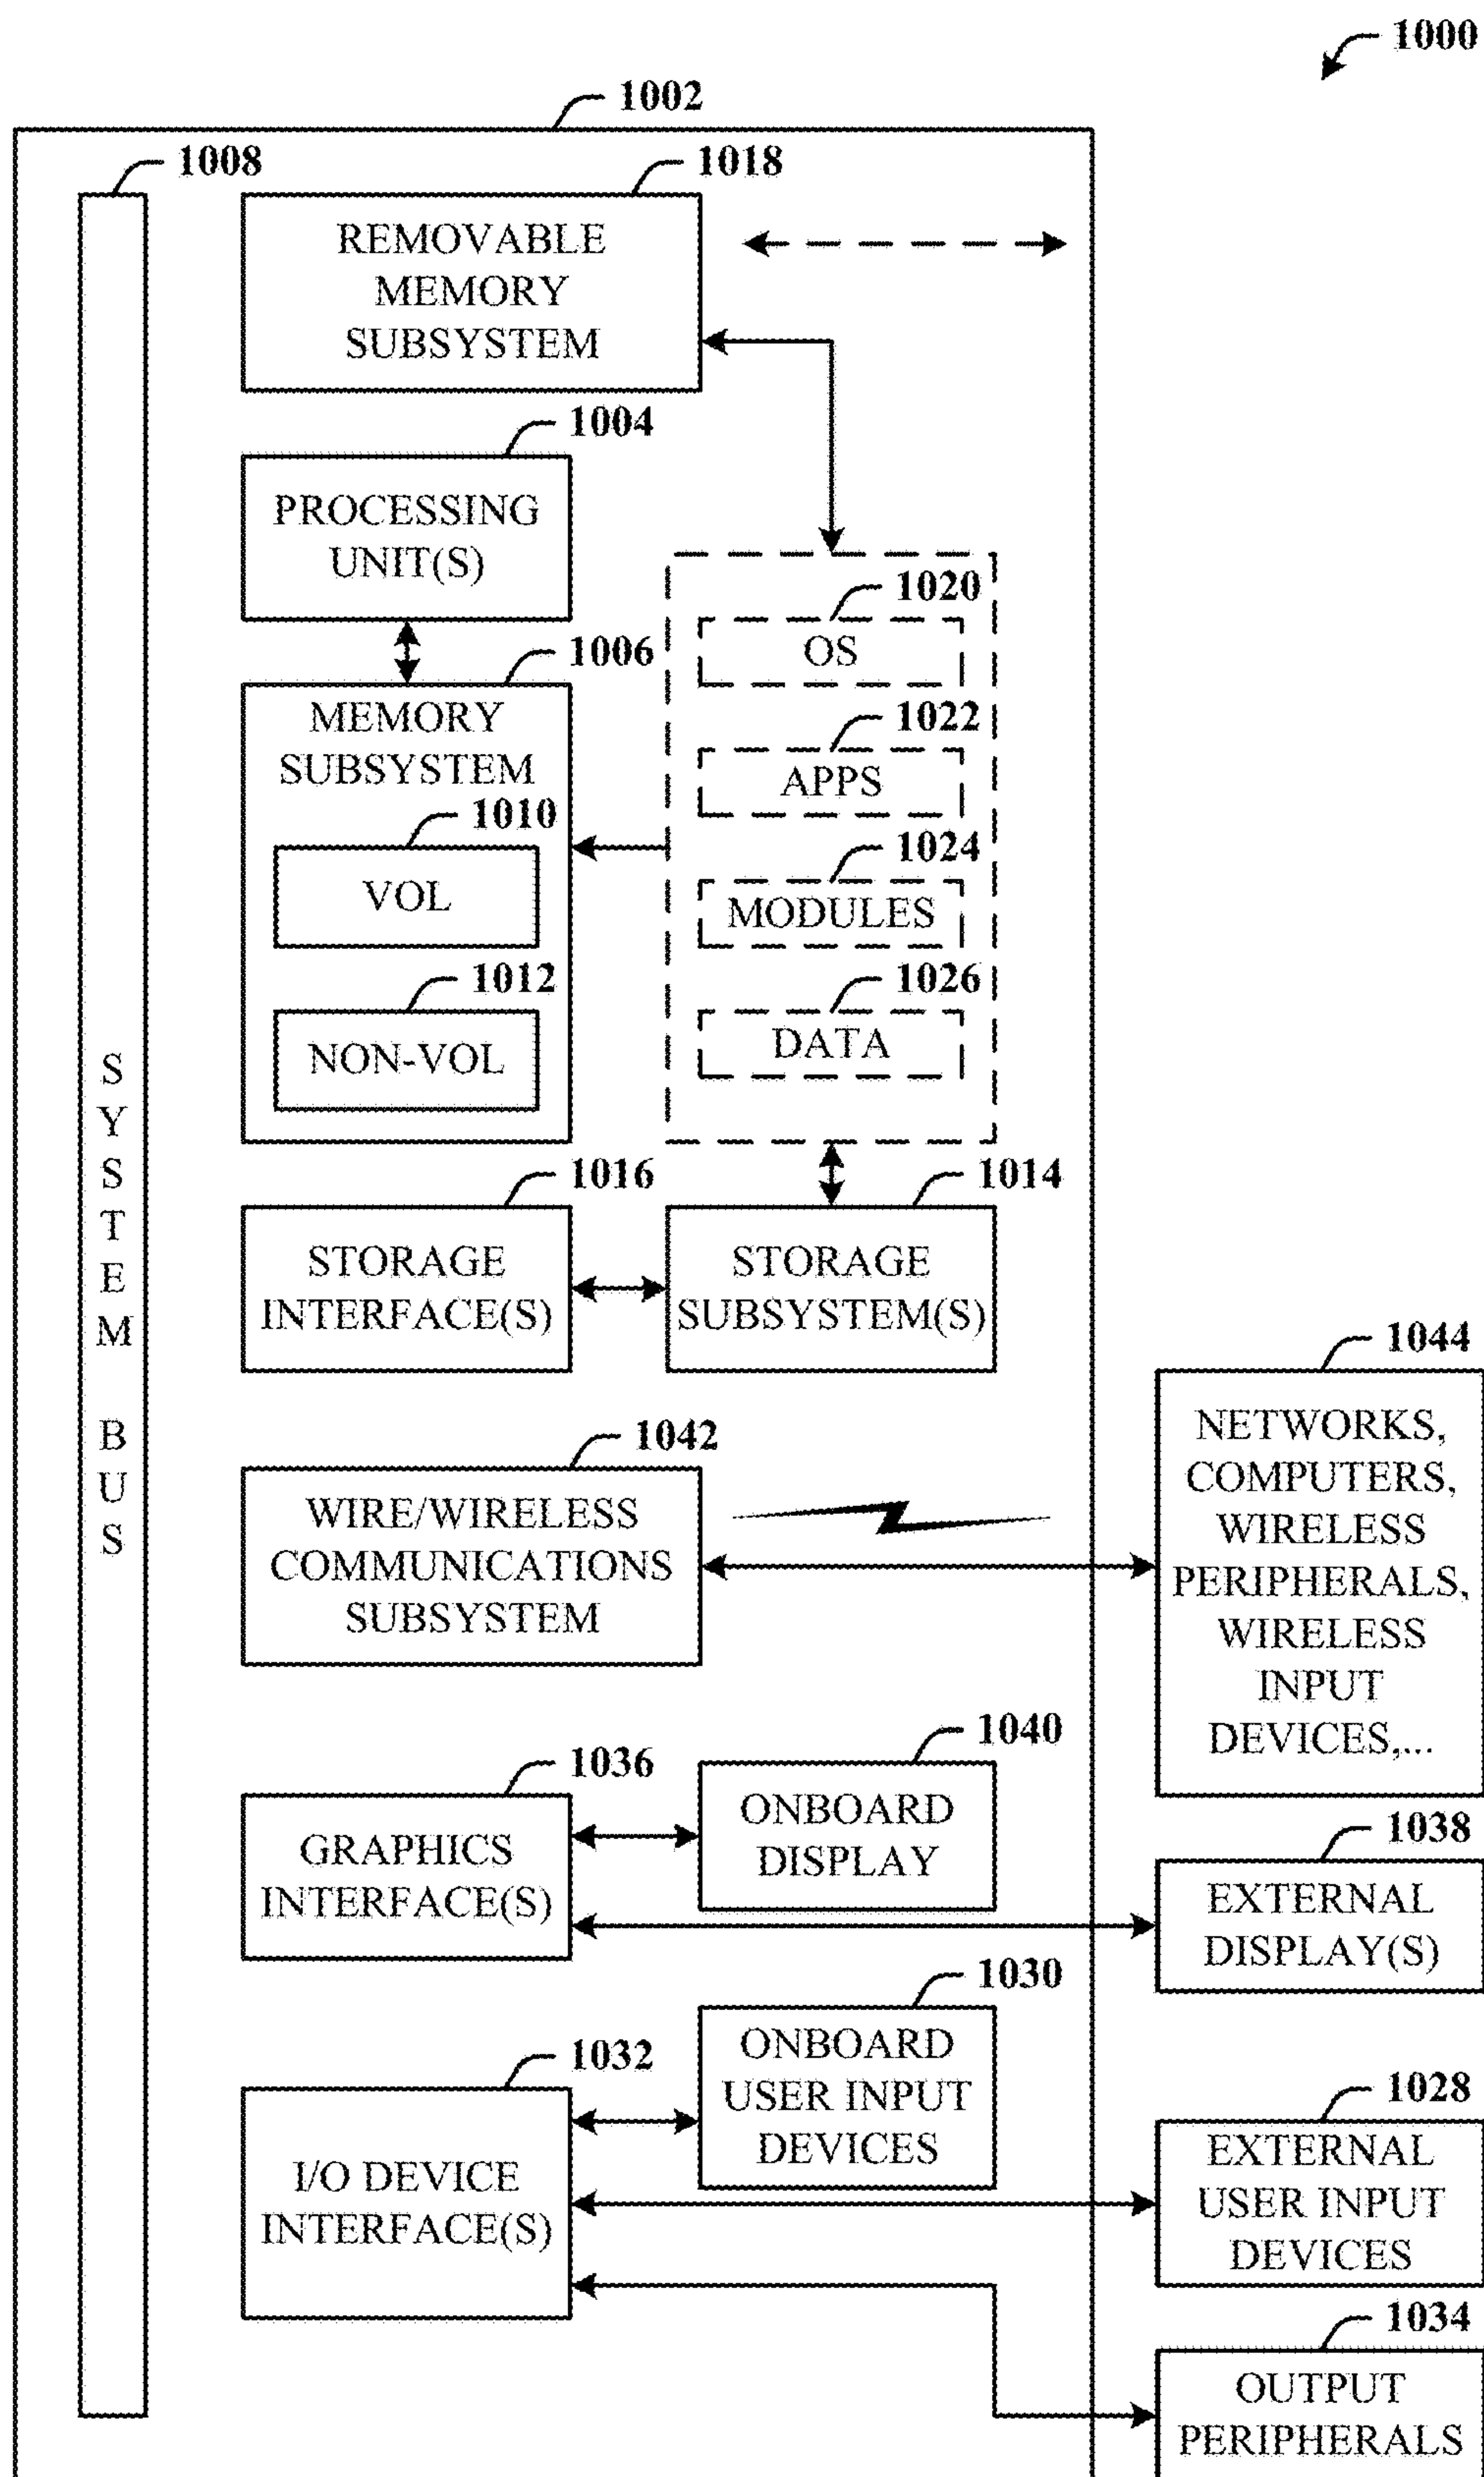 1000
1002
1008
1018
REMOVABLE
MEMORY
SUBSYSTEM
1004
PROCESSING
UNIT(S)
1006
MEMORY
SUBSYSTEM
1010
VOL
1012
NON-VOL
1020
OS
1022
APPS
1024
MODULES
1026
DATA
SYSTEM BUS
1016
STORAGE
INTERFACE(S)
1014
STORAGE
SUBSYSTEM(S)
1042
WIRE/WIRELESS
COMMUNICATIONS
SUBSYSTEM
1044
NETWORKS,
COMPUTERS,
WIRELESS
PERIPHERALS,
WIRELESS
INPUT
DEVICES,...
1036
GRAPHICS
INTERFACE(S)
1040
ONBOARD
DISPLAY
1038
EXTERNAL
DISPLAY(S)
1032
I/O DEVICE
INTERFACE(S)
1030
ONBOARD
USER INPUT
DEVICES
1028
EXTERNAL
USER INPUT
DEVICES
1034
OUTPUT
PERIPHERALS